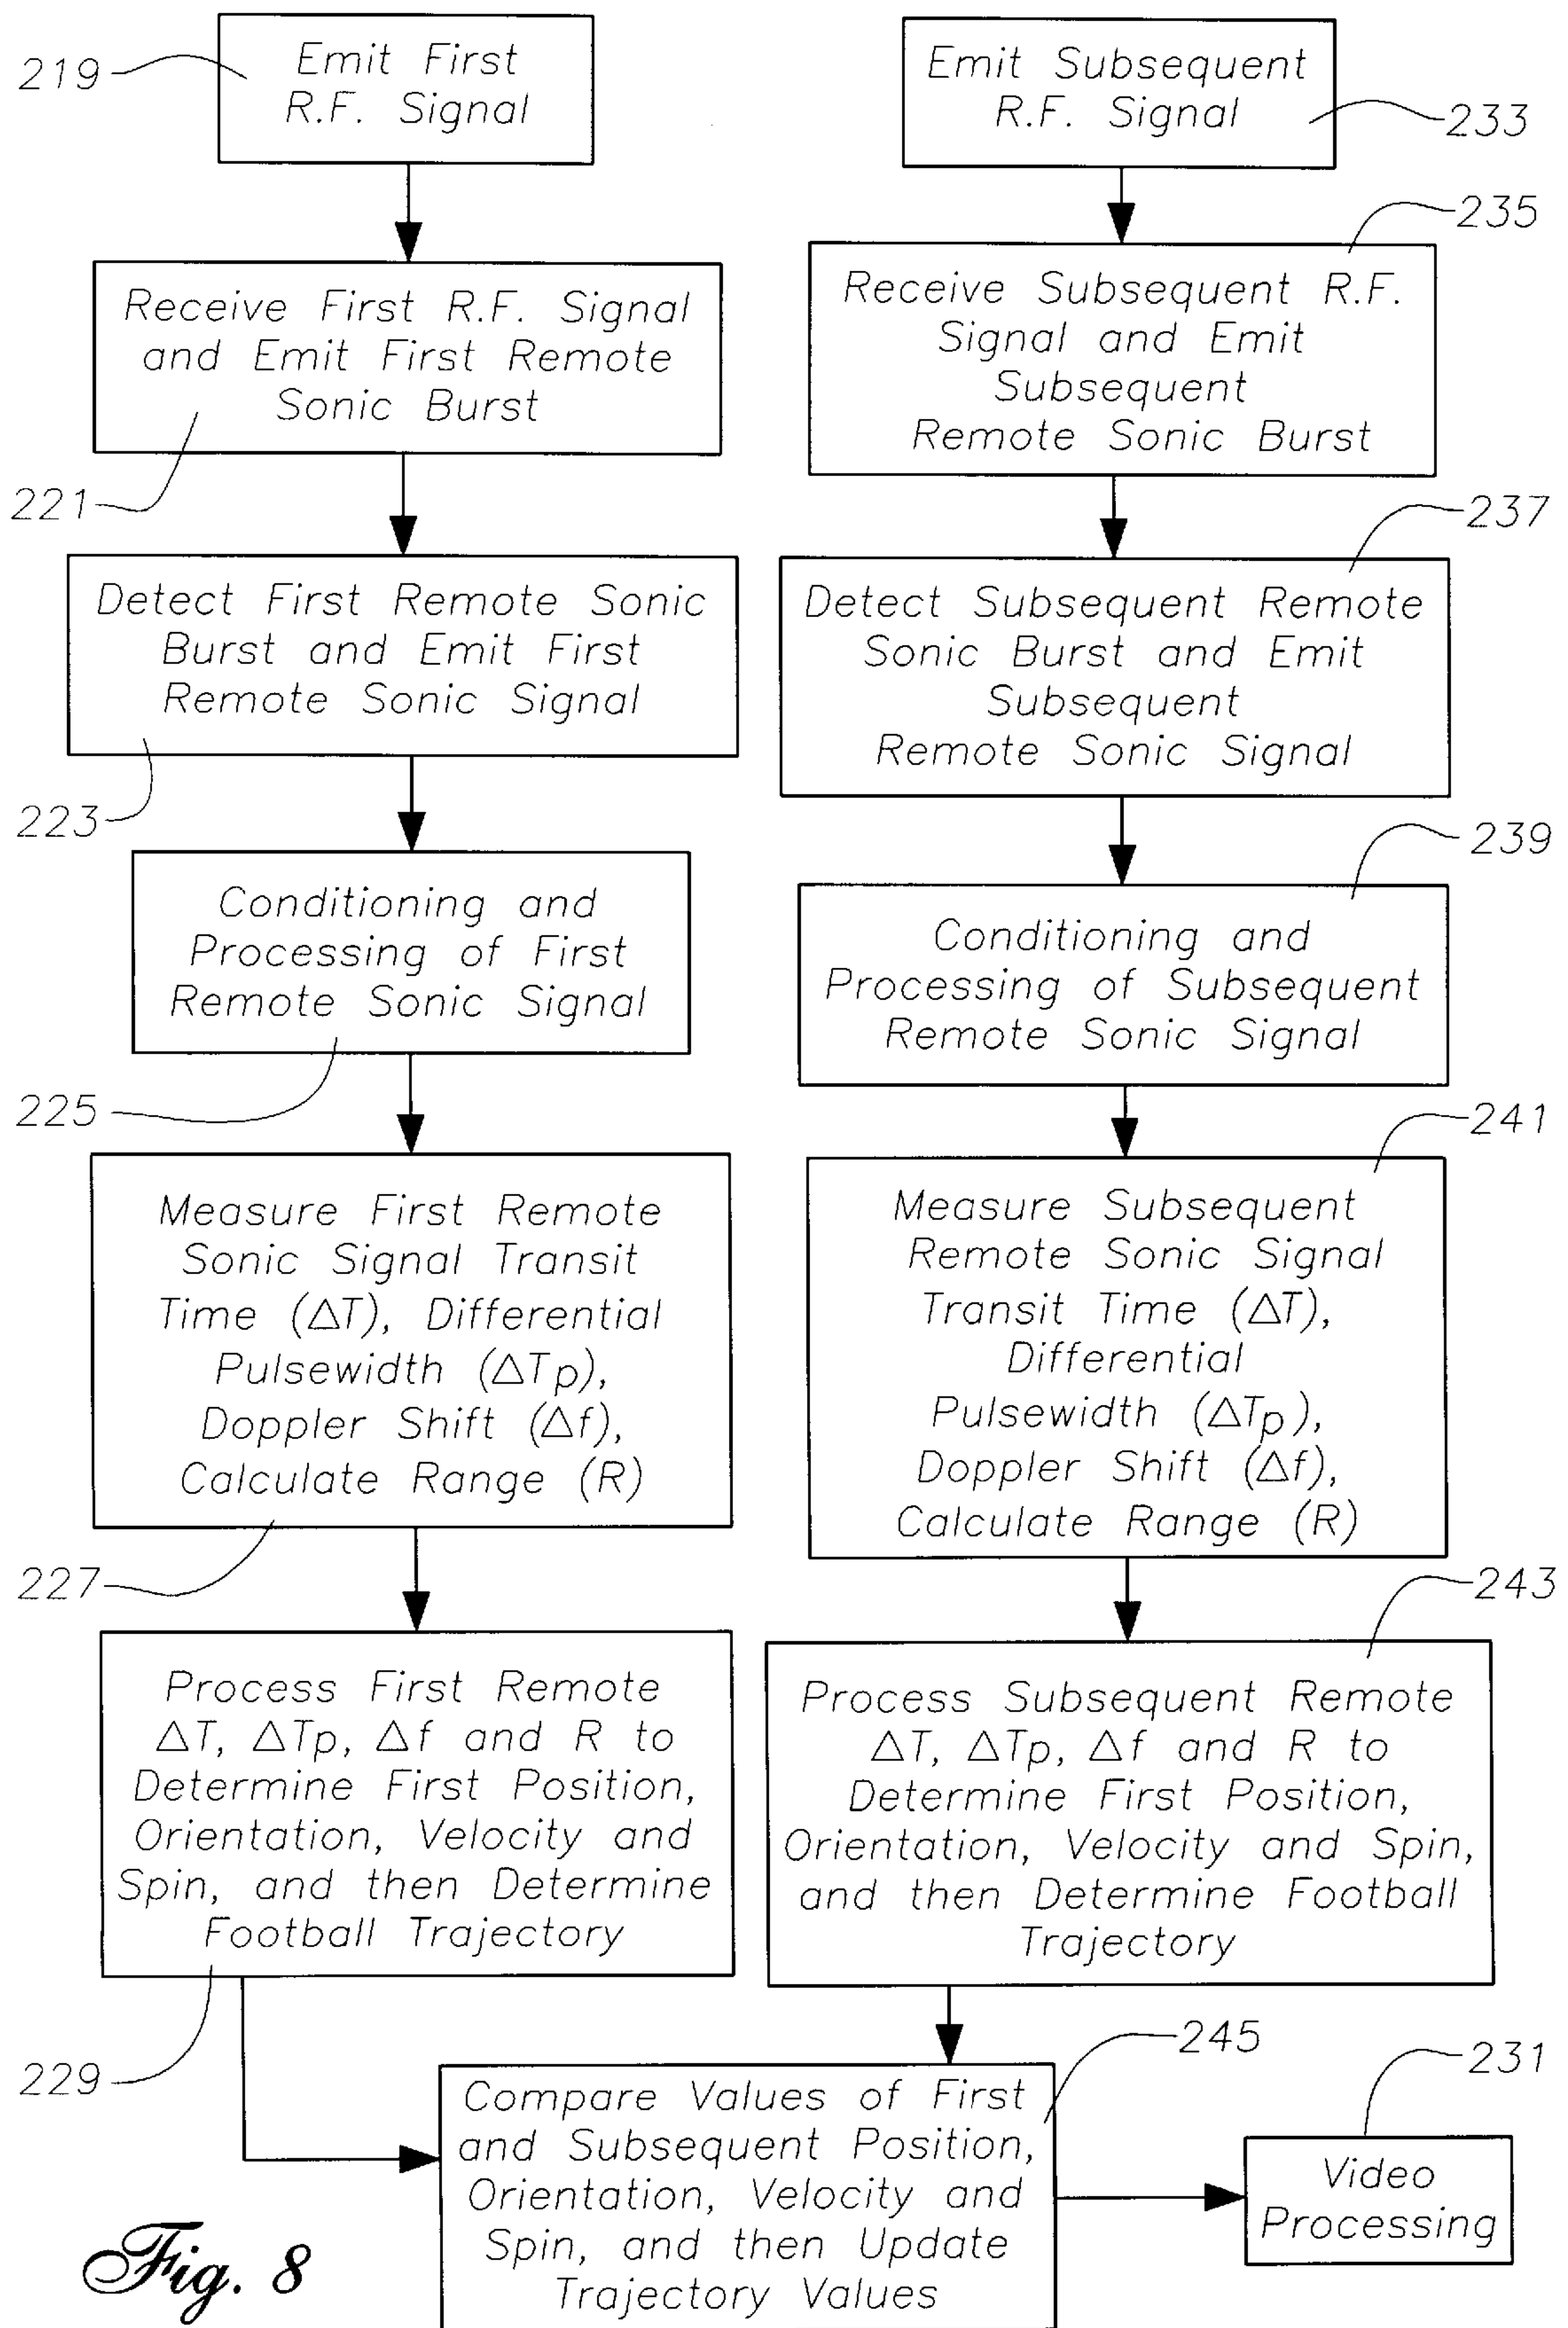 219
Emit First
R.F. Signal
Receive First R.F. Signal
and Emit First Remote
Sonic Burst
221
Detect First Remote Sonic
Burst and Emit First
Remote Sonic Signal
223
Conditioning and
Processing of First
Remote Sonic Signal
225
Measure First Remote
Sonic Signal Transit
Time (ΔT), Differential
Pulsewidth (ΔTp),
Doppler Shift (Δf),
Calculate Range (R)
227
Process First Remote
ΔT, ΔTp, Δf and R to
Determine First Position,
Orientation, Velocity and
Spin, and then Determine
Football Trajectory
229
Emit Subsequent
R.F. Signal
233
235
Receive Subsequent R.F.
Signal and Emit
Subsequent
Remote Sonic Burst
237
Detect Subsequent Remote
Sonic Burst and Emit
Subsequent
Remote Sonic Signal
239
Conditioning and
Processing of Subsequent
Remote Sonic Signal
241
Measure Subsequent
Remote Sonic Signal
Transit Time (ΔT),
Differential
Pulsewidth (ΔTp),
Doppler Shift (Δf),
Calculate Range (R)
243
Process Subsequent Remote
ΔT, ΔTp, Δf and R to
Determine First Position,
Orientation, Velocity and Spin,
and then Determine Football
Trajectory
245
Compare Values of First
and Subsequent Position,
Orientation, Velocity and
Spin, and then Update
Trajectory Values
231
Video
Processing
Fig. 8